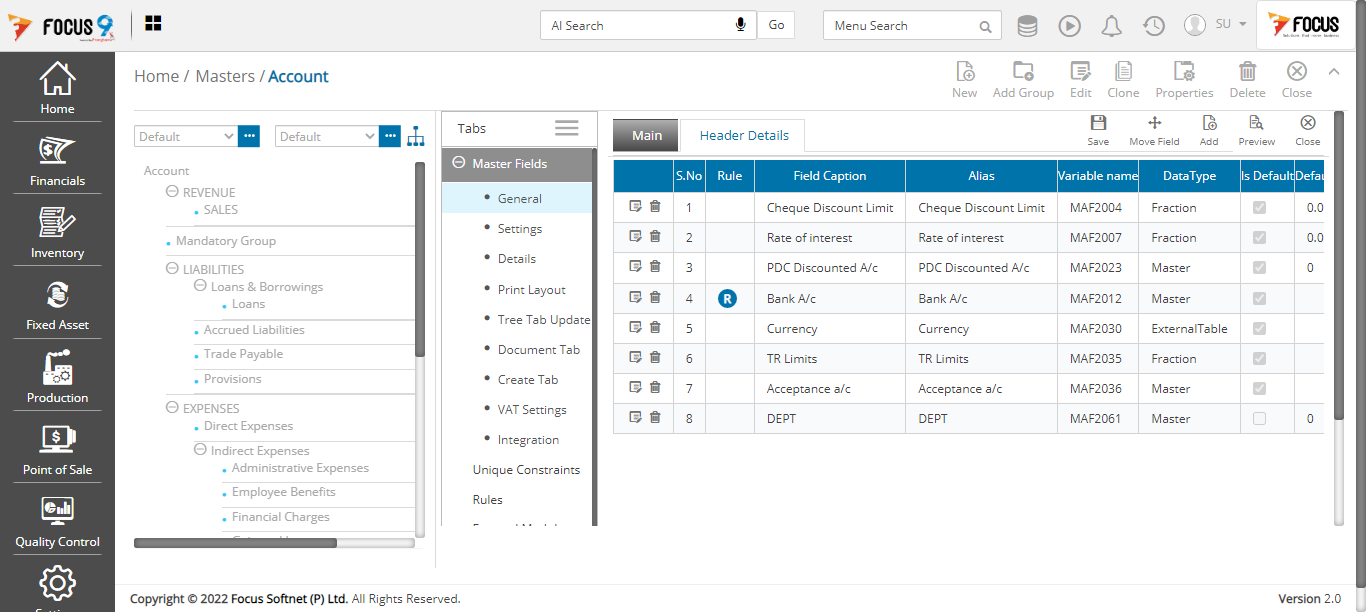 FOCUS 9
AI Search
Go
Menu Search
SU
FOCUS
Home / Masters / Account
New
Add Group
Edit
Clone
Properties
Delete
Close
Home
Financials
Inventory
Fixed Asset
Production
Point of Sale
Quality Control
Default
Default
Account
REVENUE
SALES
Mandatory Group
LIABILITIES
Loans & Borrowings
Loans
Accrued Liabilities
Trade Payable
Provisions
EXPENSES
Direct Expenses
Indirect Expenses
Administrative Expenses
Employee Benefits
Financial Charges
Tabs
Master Fields
General
Settings
Details
Print Layout
Tree Tab Update
Document Tab
Create Tab
VAT Settings
Integration
Unique Constraints
Rules
Main
Header Details
Save
Move Field
Add
Preview
Close
S.No Rule Field Caption Alias Variable name DataType Is Default Defau
1 Cheque Discount Limit Cheque Discount Limit MAF2004 Fraction 0.0
2 Rate of interest Rate of interest MAF2007 Fraction 0.0
3 PDC Discounted A/c PDC Discounted A/c MAF2023 Master 0
4 R Bank A/c Bank A/c MAF2012 Master
5 Currency Currency MAF2030 ExternalTable
6 TR Limits TR Limits MAF2035 Fraction
7 Acceptance a/c Acceptance a/c MAF2036 Master
8 DEPT DEPT MAF2061 Master 0
Copyright © 2022 Focus Softnet (P) Ltd. All Rights Reserved.
Version 2.0